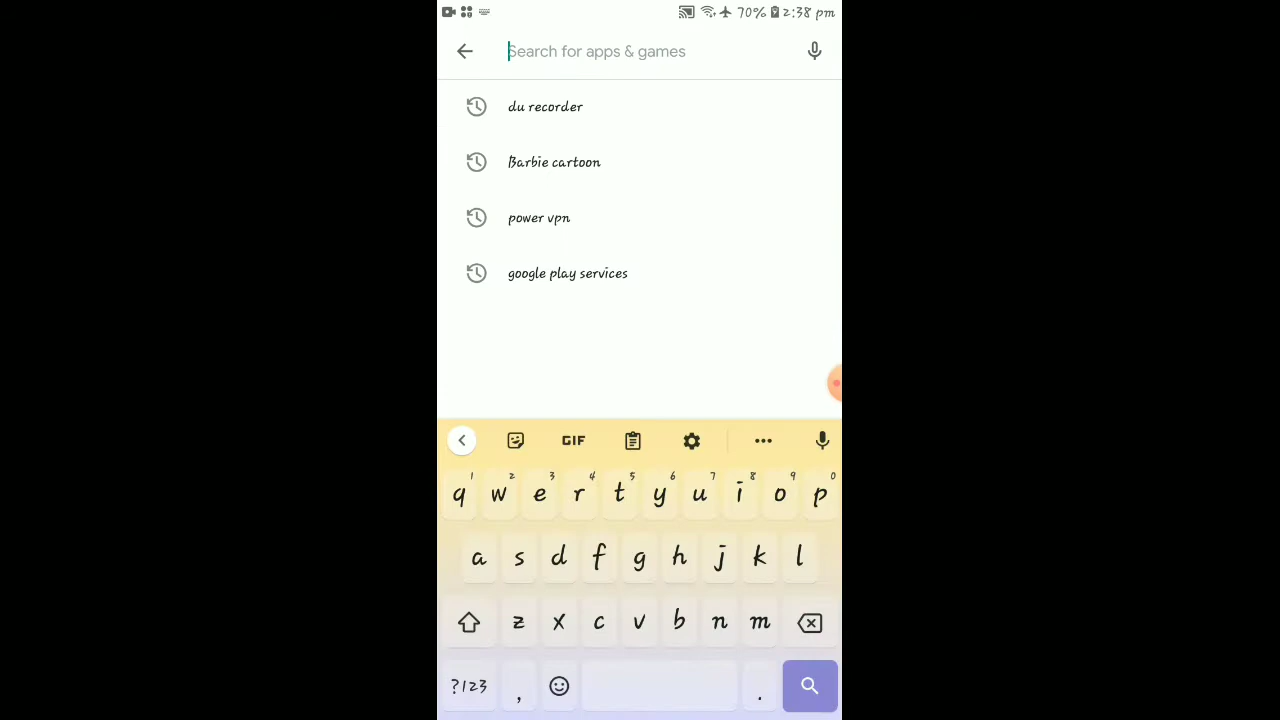 70% 2:38 pm
Search for apps & games
du recorder
Barbie cartoon
power vpn
google play services
GIF
1 2 3 4 5 6 7 8 9 0
q w e r t y u i o p
a s d f g h j k l
z x c v b n m
?123 , .